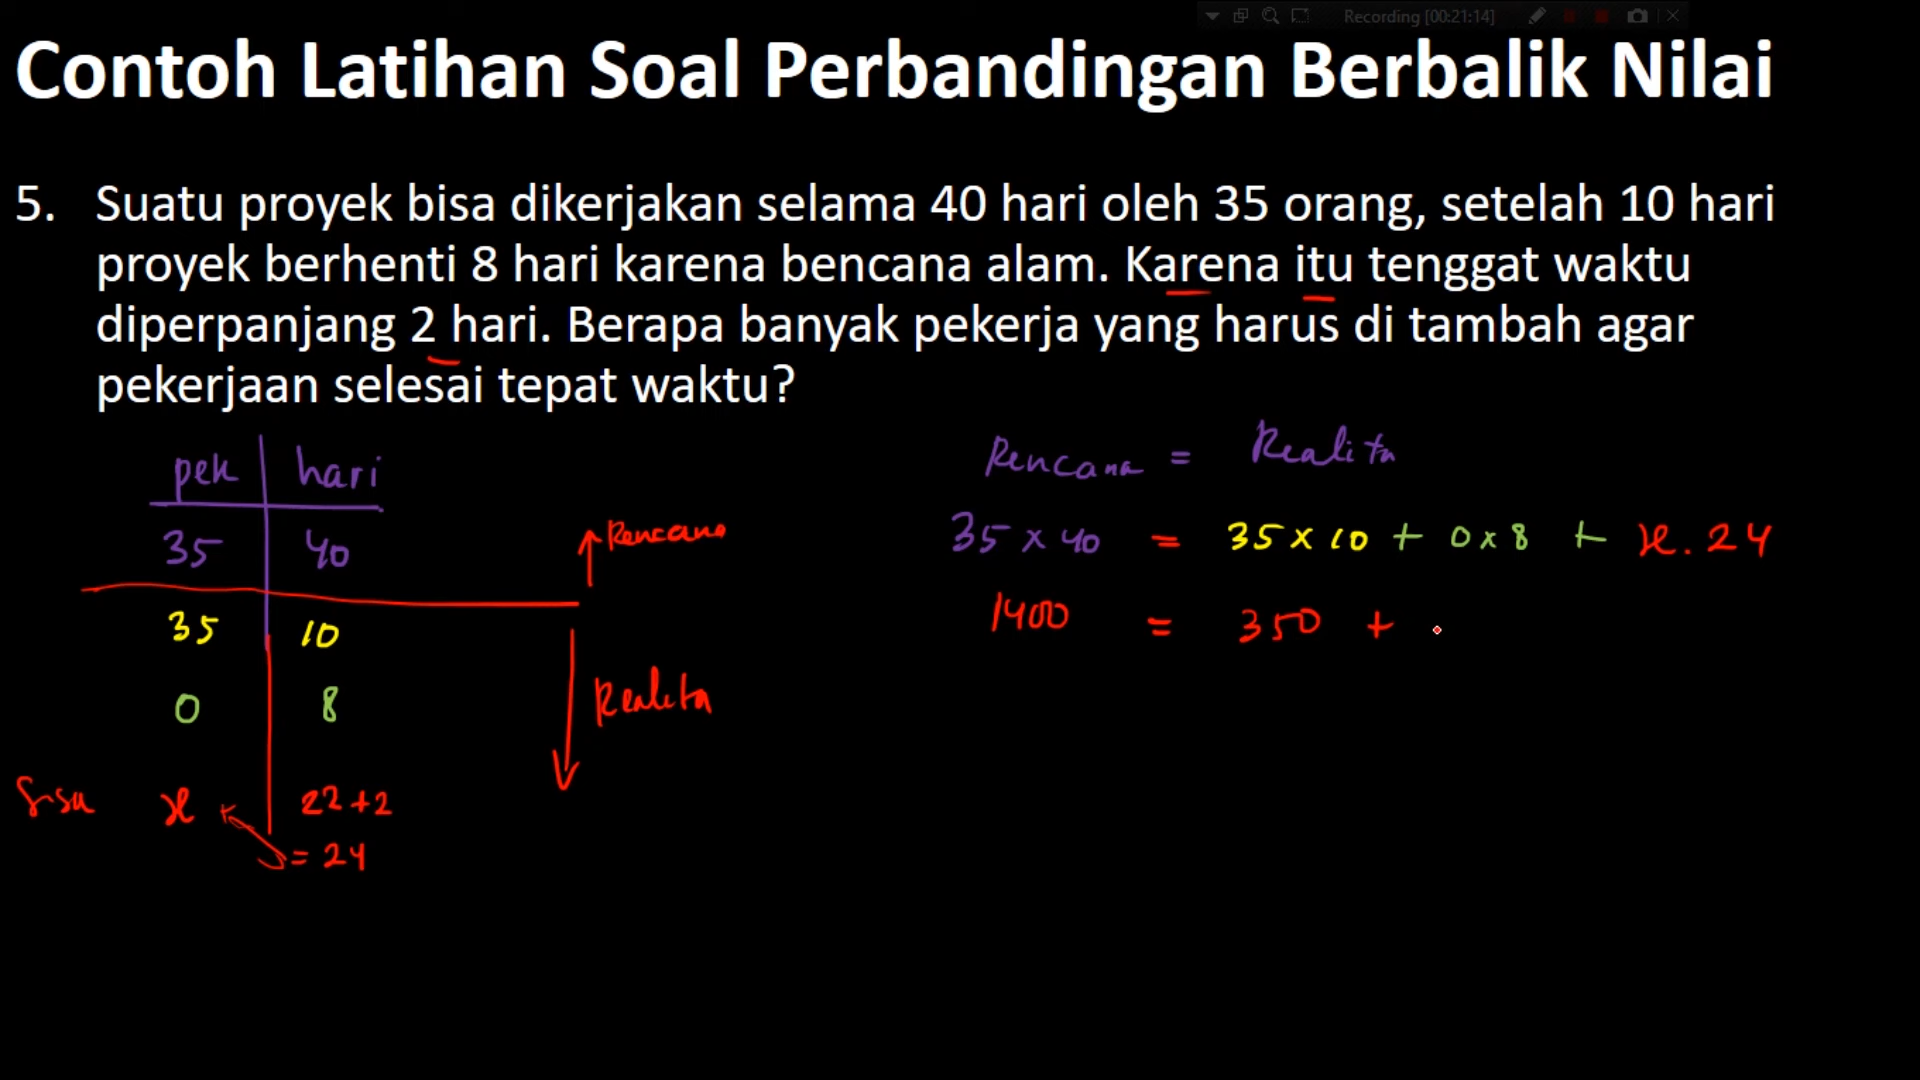 Recording [00:21:14]
Contoh Latihan Soal Perbandingan Berbalik Nilai
5. Suatu proyek bisa dikerjakan selama 40 hari oleh 35 orang, setelah 10 hari
proyek berhenti 8 hari karena bencana alam. Karena itu tenggat waktu
diperpanjang 2 hari. Berapa banyak pekerja yang harus di tambah agar
pekerjaan selesai tepat waktu?
pek hari
35 40
Rencana
35 10
0 8
Realita
Sisa x 22+2
= 24
Rencana = Realita
35 x 40 = 35 x 10 + 0 x 8 + x . 24
1400 = 350 +